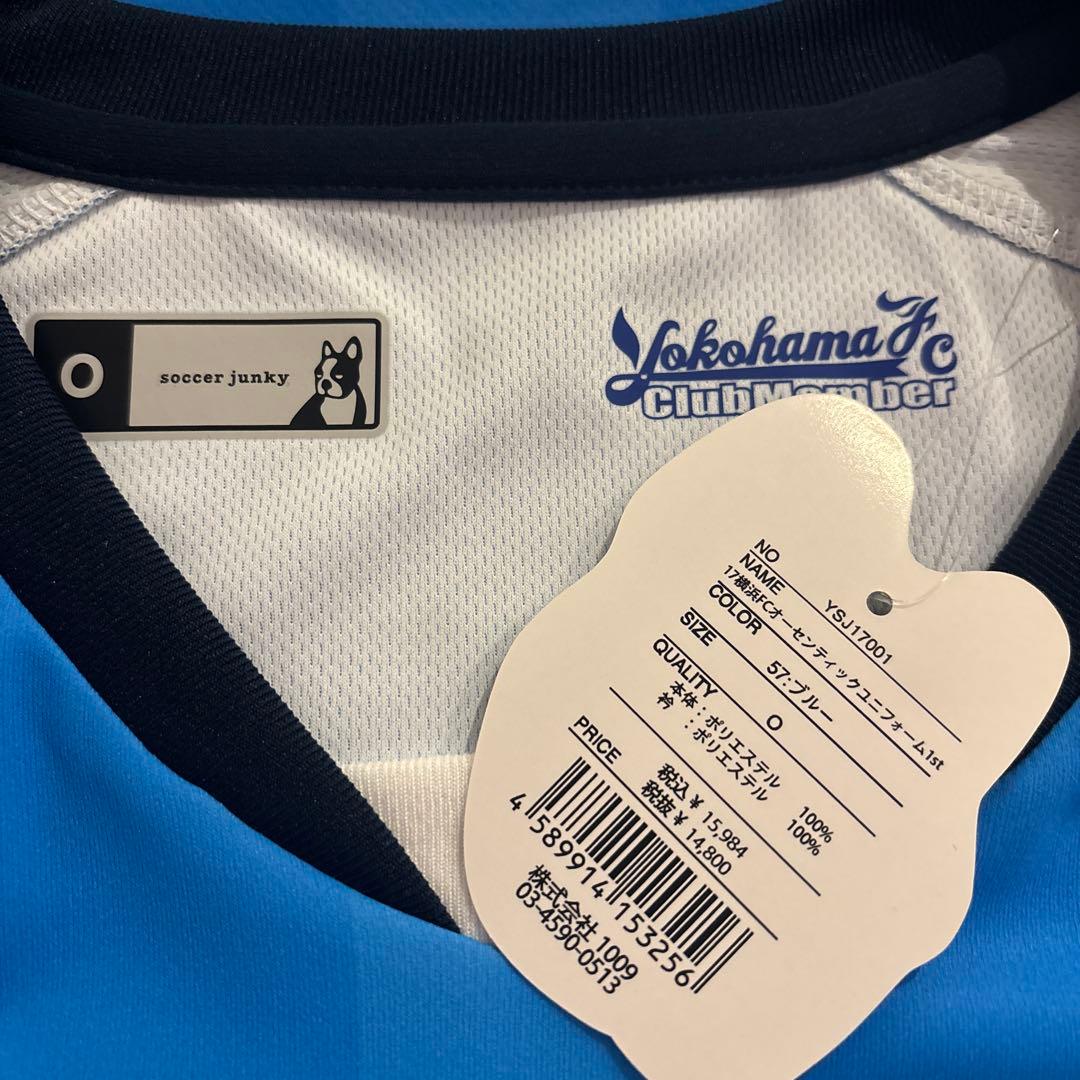 O
soccer junky
Yokohama FC
ClubMember
NO YSJ17001
NAME
17横浜FCオーセンティックユニフォーム1st
COLOR 57:ブルー
SIZE O
QUALITY
本体:ポリエステル 100%
衿 :ポリエステル 100%
PRICE 税込 ¥ 15,984
税抜 ¥ 14,800
4 589914 153256
株式会社 1009
03-4590-0513